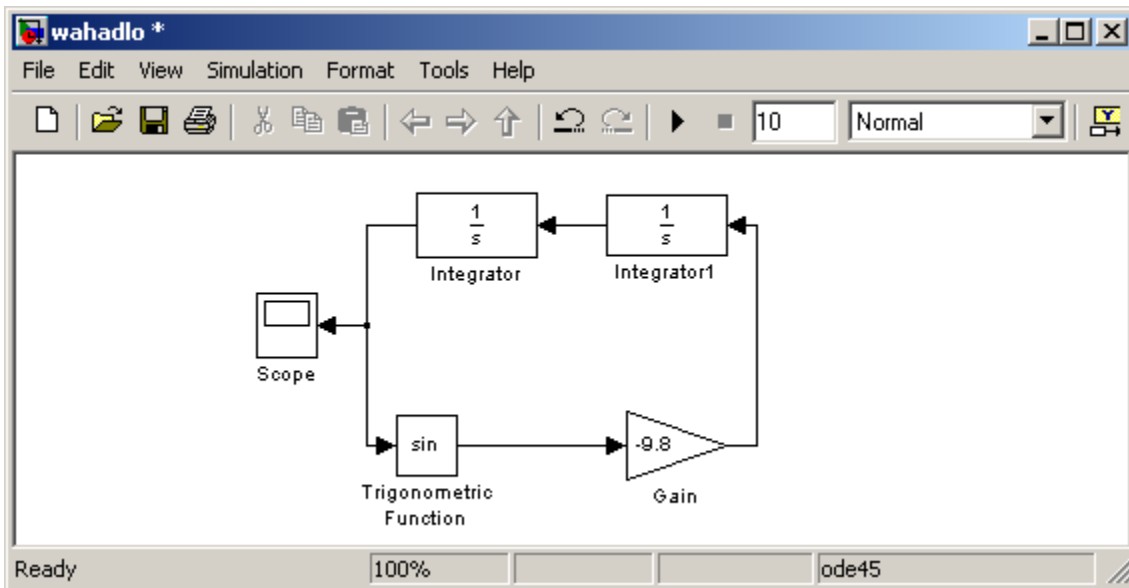 wahadlo *
File Edit View Simulation Format Tools Help
10 Normal
1 1
s s
Integrator Integrator1
Scope
sin -9.8
Trigonometric
Function
Gain
Ready 100% ode45